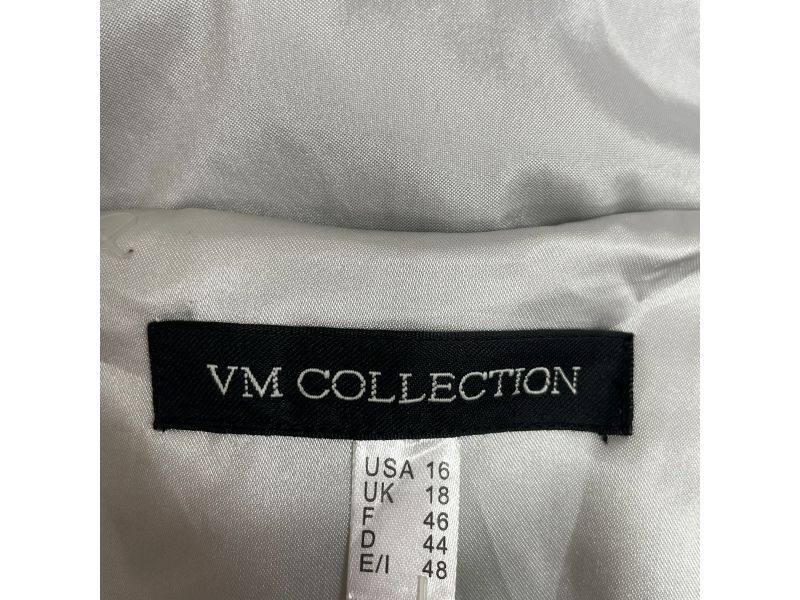 VM COLLECTION
USA 16
UK 18
F 46
D 44
E/I 48